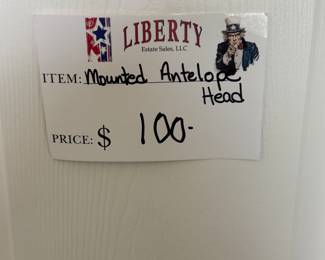 LIBERTY
Estate Sales, LLC
ITEM: Mounted Antelope
Head
PRICE: $ 100-